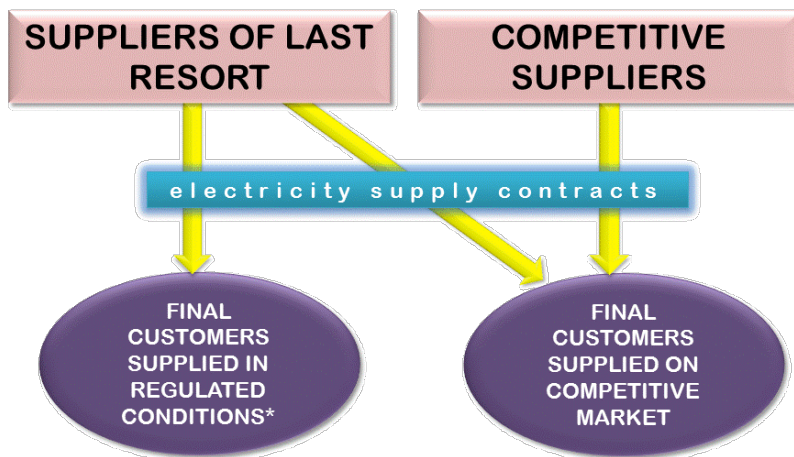 SUPPLIERS OF LAST
RESORT
COMPETITIVE
SUPPLIERS
electricity supply contracts
FINAL
CUSTOMERS
SUPPLIED IN
REGULATED
CONDITIONS*
FINAL
CUSTOMERS
SUPPLIED ON
COMPETITIVE
MARKET